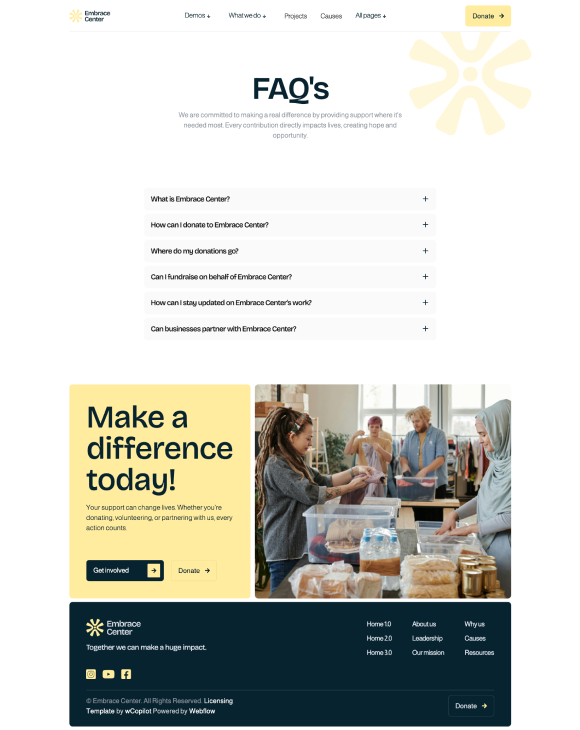 Embrace
Center
Demos +
What we do +
Projects
Causes
All pages +
Donate →
FAQ's
We are committed to making a real difference by providing support where it's
needed most. Every contribution directly impacts lives, creating hope and
opportunity.
What is Embrace Center? +
How can I donate to Embrace Center? +
Where do my donations go? +
Can I fundraise on behalf of Embrace Center? +
How can I stay updated on Embrace Center's work? +
Can businesses partner with Embrace Center? +
Make a
difference
today!
Your support can change lives. Whether you're
donating, volunteering, or partnering with us, every
action counts.
Get involved →
Donate →
Embrace
Center
Together we can make a huge impact.
Home 1.0
Home 2.0
Home 3.0
About us
Leadership
Our mission
Why us
Causes
Resources
© Embrace Center. All Rights Reserved. Licensing
Template by wCopilot Powered by Webflow
Donate →